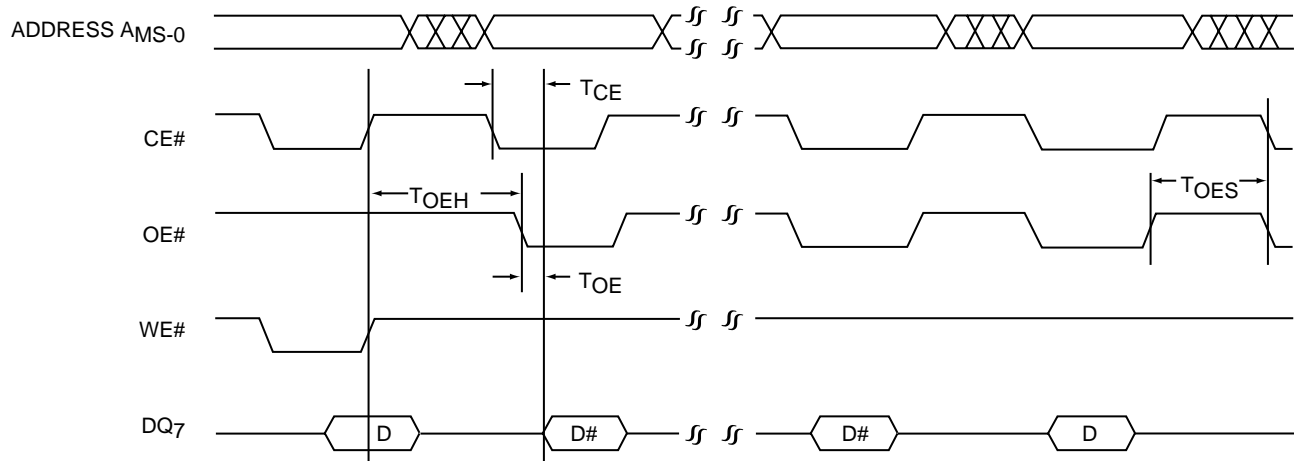 ADDRESS AMS-0
TCE
CE#
TOEH
TOES
OE#
TOE
WE#
DQ7
D
D#
D#
D